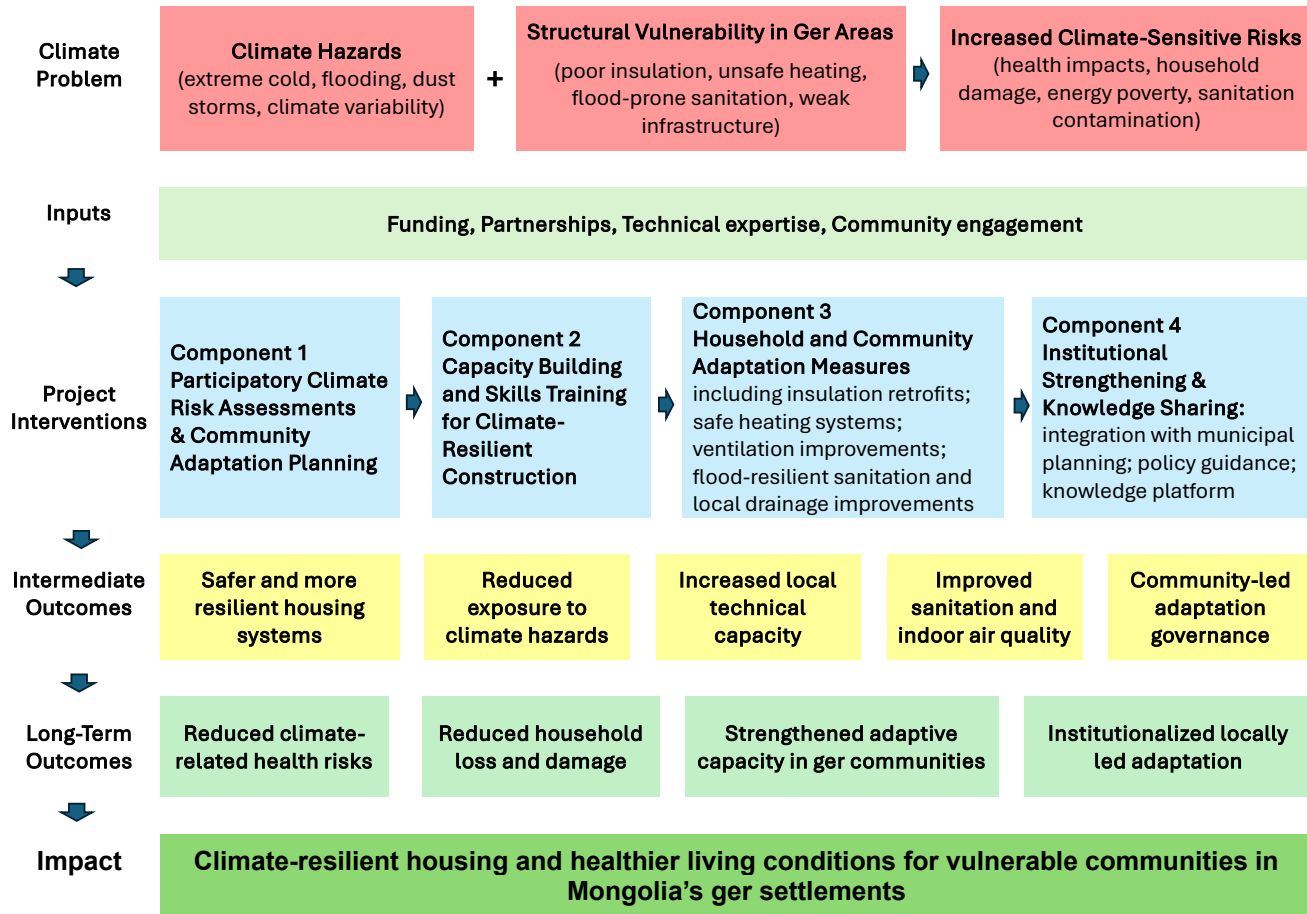 Climate
Problem
Climate Hazards
(extreme cold, flooding, dust
storms, climate variability)
+
Structural Vulnerability in Ger Areas
(poor insulation, unsafe heating,
flood-prone sanitation, weak
infrastructure)
Increased Climate-Sensitive Risks
(health impacts, household
damage, energy poverty, sanitation
contamination)
Inputs
Funding, Partnerships, Technical expertise, Community engagement
Project
Interventions
Component 1
Participatory Climate
Risk Assessments
& Community
Adaptation Planning
Component 2
Capacity Building
and Skills Training
for Climate-
Resilient
Construction
Component 3
Household and Community
Adaptation Measures
including insulation retrofits;
safe heating systems;
ventilation improvements;
flood-resilient sanitation and
local drainage improvements
Component 4
Institutional
Strengthening &
Knowledge Sharing:
integration with municipal
planning; policy guidance;
knowledge platform
Intermediate
Outcomes
Safer and more
resilient housing
systems
Reduced
exposure to
climate hazards
Increased local
technical
capacity
Improved
sanitation and
indoor air quality
Community-led
adaptation
governance
Long-Term
Outcomes
Reduced climate-
related health risks
Reduced household
loss and damage
Strengthened adaptive
capacity in ger communities
Institutionalized locally
led adaptation
Impact
Climate-resilient housing and healthier living conditions for vulnerable communities in
Mongolia's ger settlements